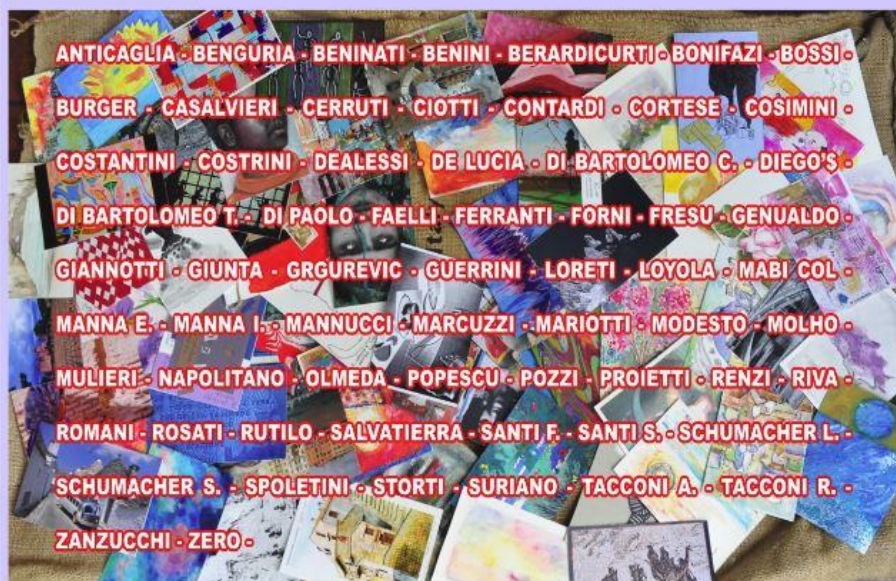 ANTICAGLIA - BENGURIA - BENINATI - BENINI - BERARDICURTI - BONIFAZI - BOSSI -
BURGER - CASALVIERI - CERRUTI - CIOTTI - CONTARDI - CORTESE - COSIMINI -
COSTANTINI - COSTRINI - DEALESSI - DE LUCIA - DI BARTOLOMEO C. - DIEGO'S -
DI BARTOLOMEO T. - DI PAOLO - FAELLI - FERRANTI - FORNI - FRESU - GENUALDO -
GIANNOTTI - GIUNTA - GRGUREVIC - GUERRINI - LORETI - LOYOLA - MABI COL -
MANNA E. - MANNA I. - MANNUCCI - MARCUZZI - MARIOTTI - MODESTO - MOLHO -
MULIERI - NAPOLITANO - OLMEDA - POPESCU - POZZI - PROIETTI - RENZI - RIVA -
ROMANI - ROSATI - RUTILO - SALVATIERRA - SANTI F. - SANTI S. - SCHUMACHER L. -
SCHUMACHER S. - SPOLETINI - STORTI - SURIANO - TACCONI A. - TACCONI R. -
ZANZUCCHI - ZERO -